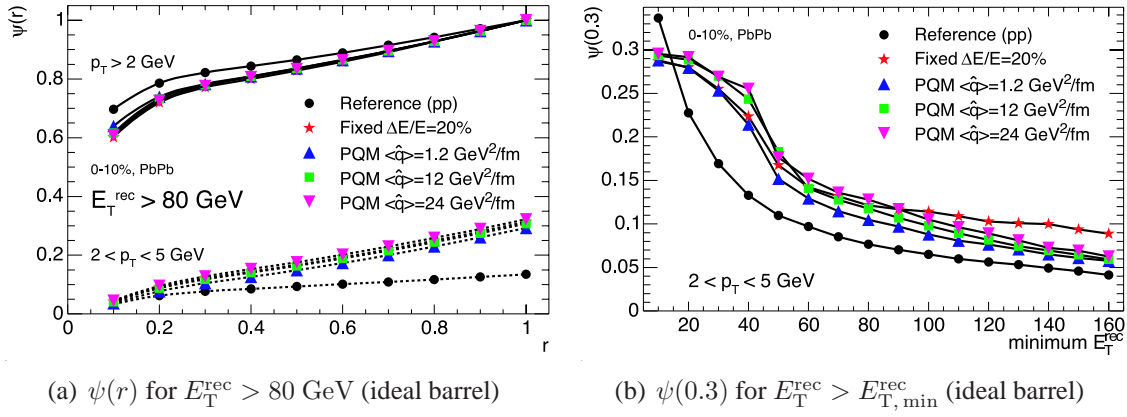 ψ(r)
1
0.8
0.6
0.4
0.2
0
p_T > 2 GeV
Reference (pp)
Fixed ΔE/E=20%
PQM <q̂>=1.2 GeV²/fm
PQM <q̂>=12 GeV²/fm
PQM <q̂>=24 GeV²/fm
0-10%, PbPb
E_T^rec > 80 GeV
2 < p_T < 5 GeV
0 0.2 0.4 0.6 0.8 1
r
ψ(0.3)
0.3
0.25
0.2
0.15
0.1
0.05
0
0-10%, PbPb
Reference (pp)
Fixed ΔE/E=20%
PQM <q̂>=1.2 GeV²/fm
PQM <q̂>=12 GeV²/fm
PQM <q̂>=24 GeV²/fm
2 < p_T < 5 GeV
20 40 60 80 100 120 140 160
minimum E_T^rec
(a) ψ(r) for E_T^rec > 80 GeV (ideal barrel)
(b) ψ(0.3) for E_T^rec > E_T, min^rec (ideal barrel)